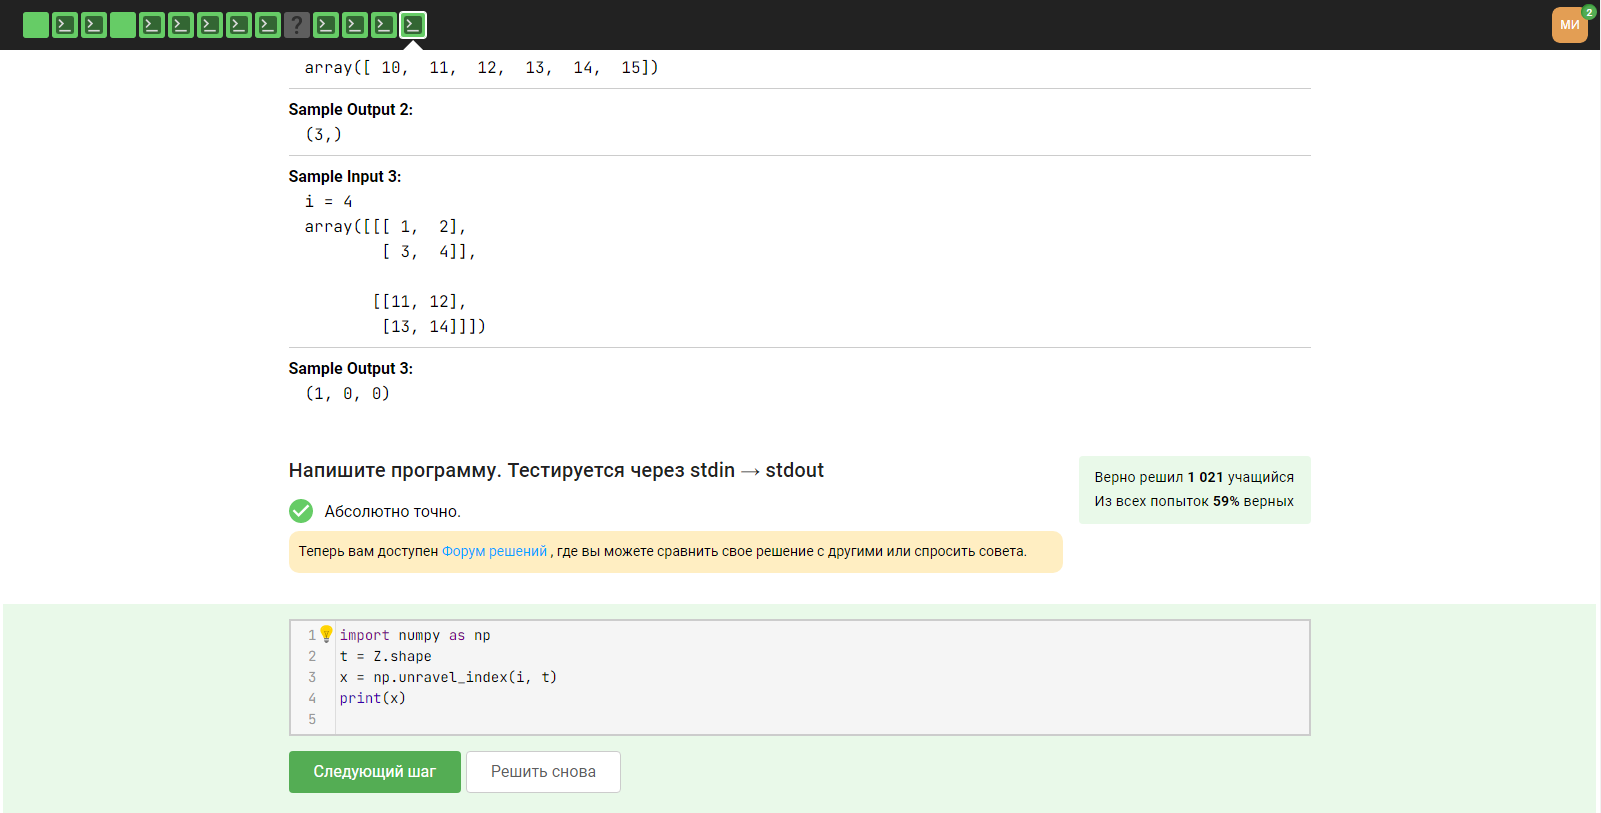 ?
МИ
2
array([ 10,  11,  12,  13,  14,  15])
Sample Output 2:
(3,)
Sample Input 3:
i = 4
array([[[ 1,  2],
        [ 3,  4]],
       [[11, 12],
        [13, 14]]])
Sample Output 3:
(1, 0, 0)
Напишите программу. Тестируется через stdin → stdout
Верно решил 1 021 учащийся
Из всех попыток 59% верных
Абсолютно точно.
Теперь вам доступен Форум решений , где вы можете сравнить свое решение с другими или спросить совета.
1 import numpy as np
2 t = Z.shape
3 x = np.unravel_index(i, t)
4 print(x)
5
Следующий шаг
Решить снова